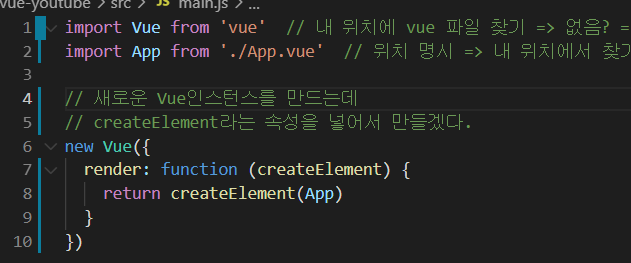 vue-youtube > src > JS main.js > ...
1 import Vue from 'vue' // 내 위치에 vue 파일 찾기 => 없음? =
2 import App from './App.vue' // 위치 명시 => 내 위치에서 찾기
3
4 // 새로운 Vue인스턴스를 만드는데
5 // createElement라는 속성을 넣어서 만들겠다.
6 new Vue({
7 render: function (createElement) {
8 return createElement(App)
9 }
10 })